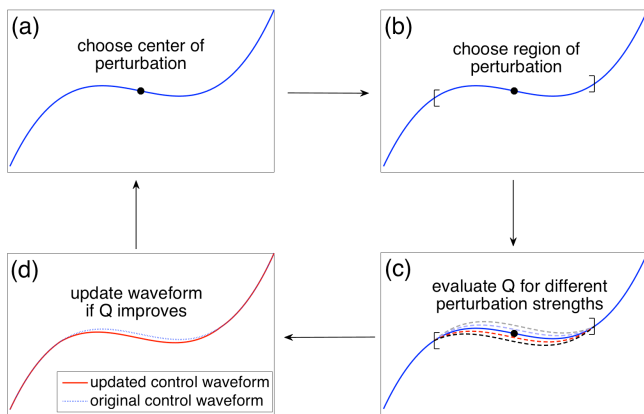 (a)
choose center of
perturbation
(b)
choose region of
perturbation
(d)
update waveform
if Q improves
updated control waveform
original control waveform
(c)
evaluate Q for different
perturbation strengths